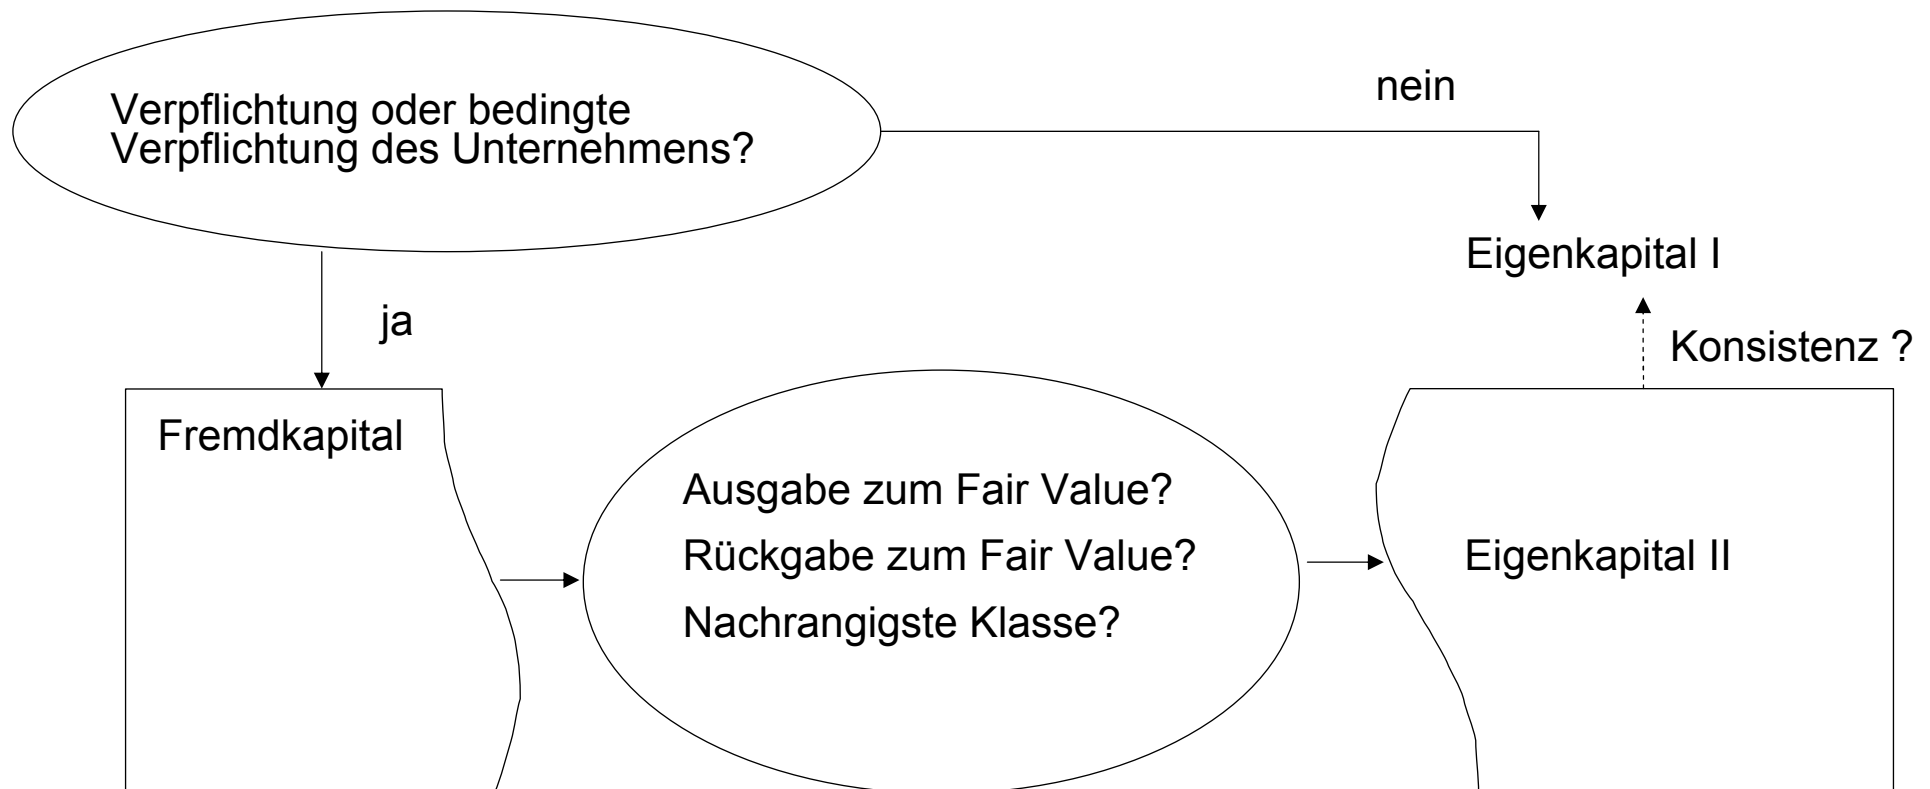 Verpflichtung oder bedingte
Verpflichtung des Unternehmens?
nein
Eigenkapital I
ja
Konsistenz ?
Fremdkapital
Ausgabe zum Fair Value?
Rückgabe zum Fair Value?
Eigenkapital II
Nachrangigste Klasse?